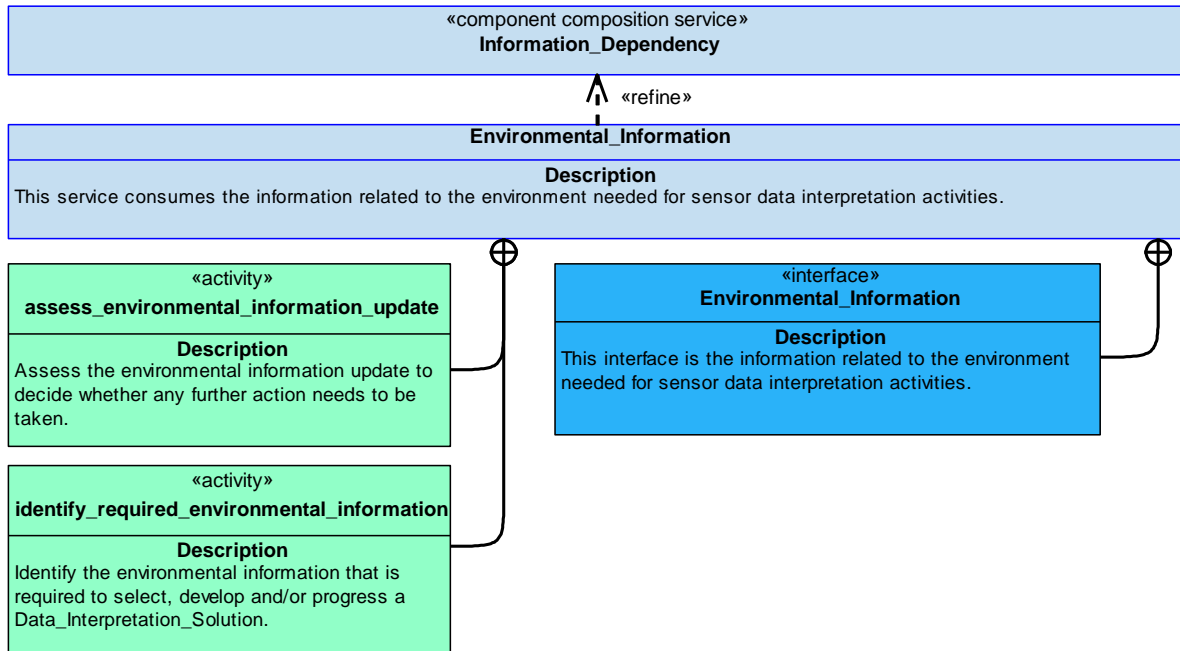 «component composition service»
Information_Dependency
«refine»
Environmental_Information
Description
This service consumes the information related to the environment needed for sensor data interpretation activities.
«activity»
assess_environmental_information_update
Description
Assess the environmental information update to
decide whether any further action needs to be
taken.
«interface»
Environmental_Information
Description
This interface is the information related to the environment
needed for sensor data interpretation activities.
«activity»
identify_required_environmental_information
Description
Identify the environmental information that is
required to select, develop and/or progress a
Data_Interpretation_Solution.